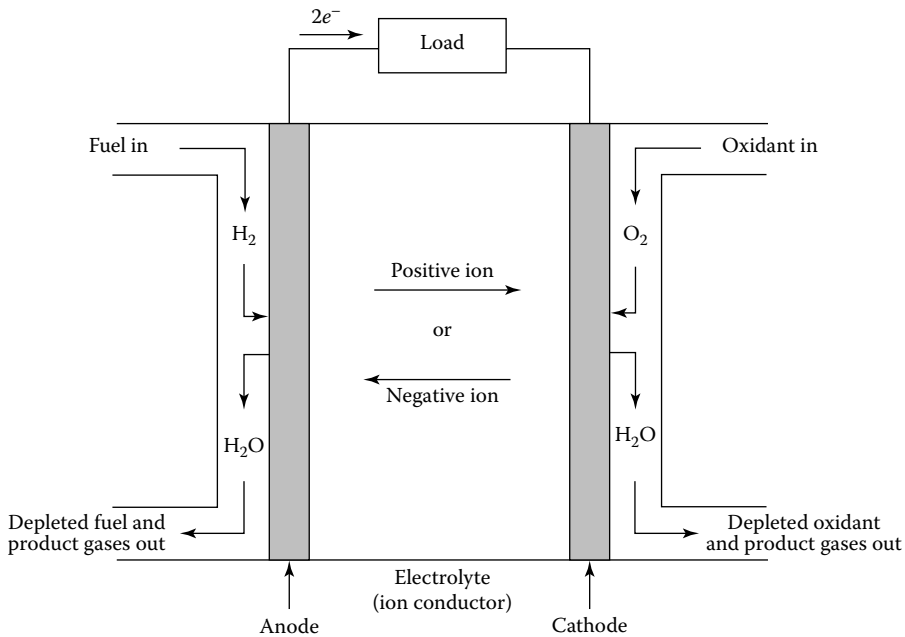 2e⁻
Load
Fuel in
Oxidant in
H₂
O₂
Positive ion
or
Negative ion
H₂O
H₂O
Depleted fuel and
product gases out
Depleted oxidant
and product gases out
Electrolyte
(ion conductor)
Anode
Cathode